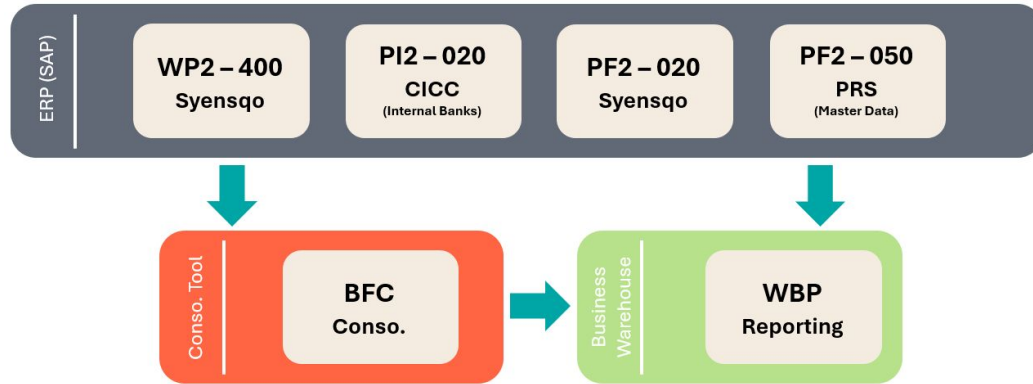 ERP (SAP)
WP2 – 400
Syensqo
PI2 – 020
CICC
(Internal Banks)
PF2 – 020
Syensqo
PF2 – 050
PRS
(Master Data)
Conso. Tool
BFC
Conso.
Business
Warehouse
WBP
Reporting